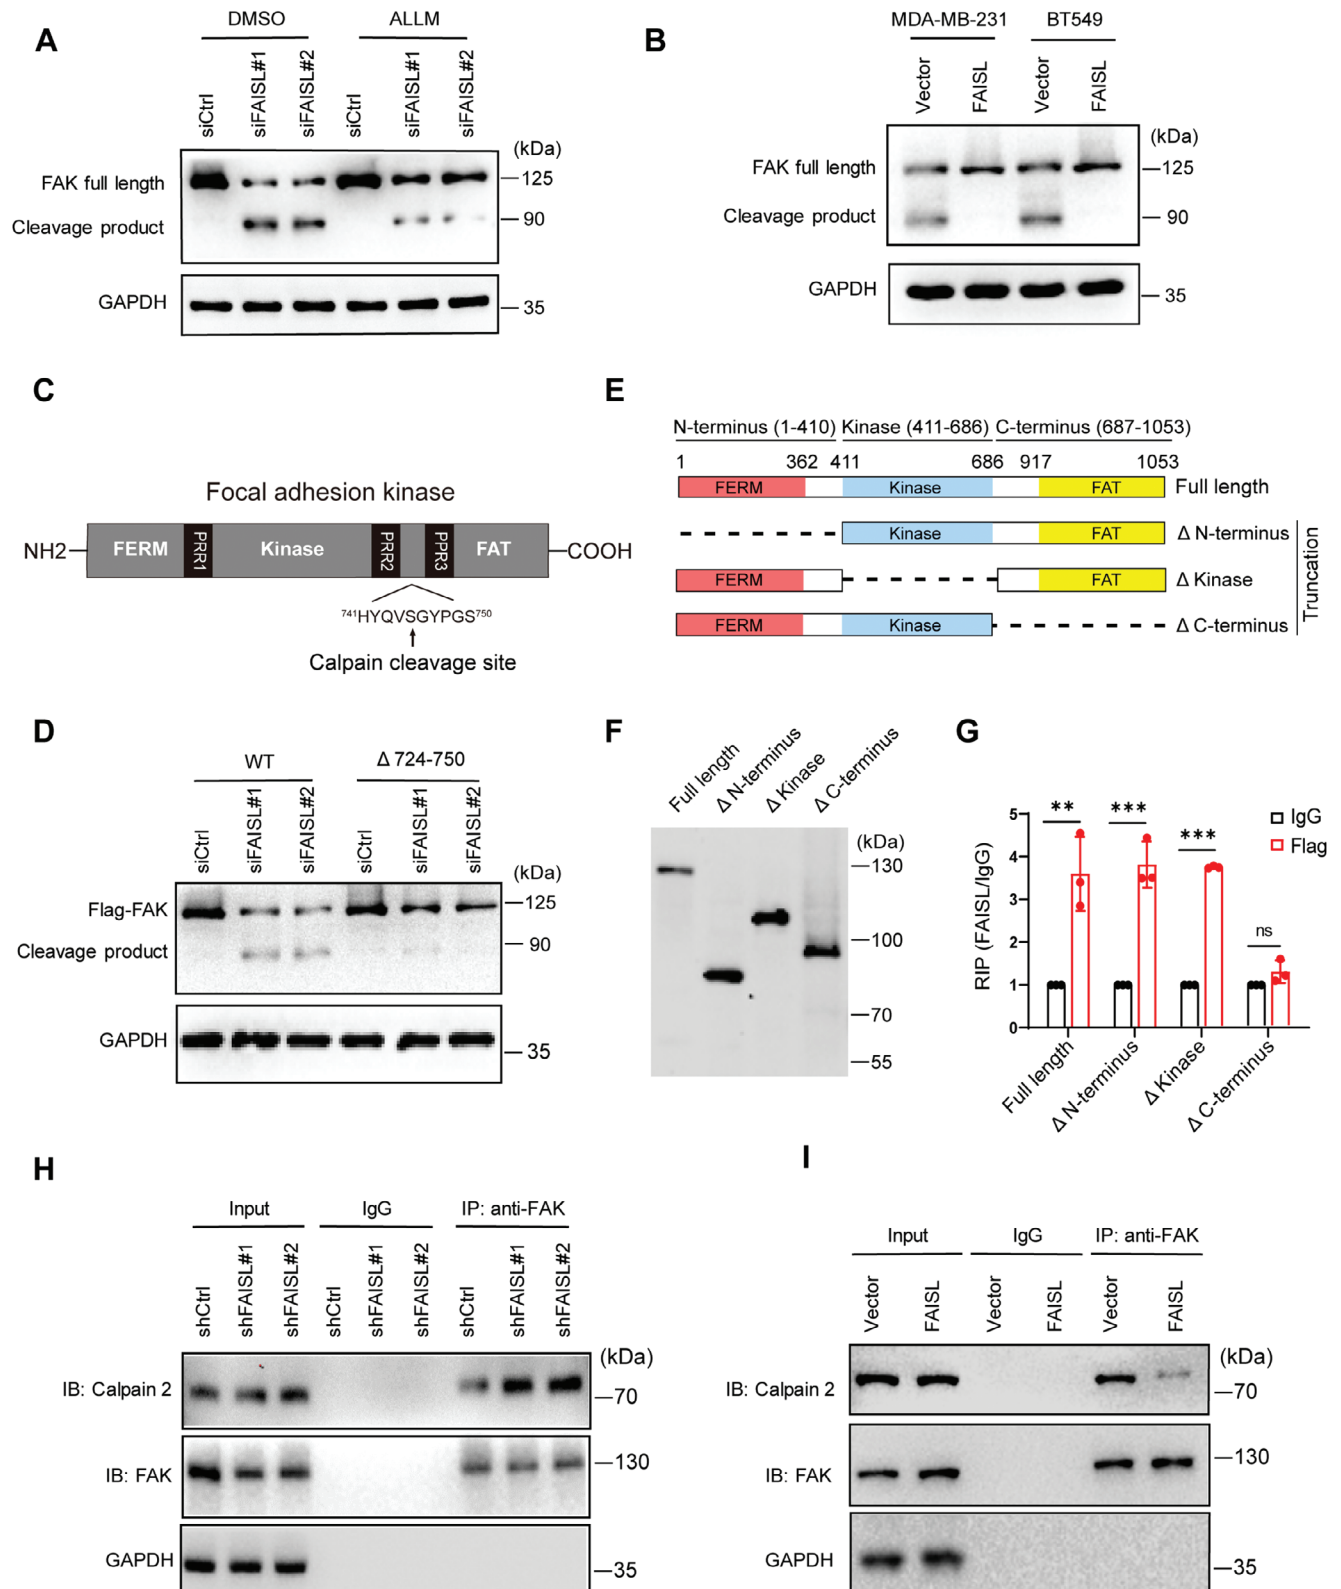 A
DMSO ALLM
siCtrl siFAISL#1 siFAISL#2 siCtrl siFAISL#1 siFAISL#2
(kDa)
FAK full length 125
Cleavage product 90
GAPDH 35
B
MDA-MB-231 BT549
Vector FAISL Vector FAISL
(kDa)
FAK full length 125
Cleavage product 90
GAPDH 35
C
Focal adhesion kinase
NH2 FERM PRR1 Kinase PRR2 PPR3 FAT COOH
741HYQVSGYPGS750
Calpain cleavage site
E
N-terminus (1-410) Kinase (411-686) C-terminus (687-1053)
1 362 411 686 917 1053
FERM Kinase FAT Full length
Kinase FAT Δ N-terminus
FERM FAT Δ Kinase
FERM Kinase Δ C-terminus
Truncation
D
WT Δ 724-750
siCtrl siFAISL#1 siFAISL#2 siCtrl siFAISL#1 siFAISL#2
(kDa)
Flag-FAK 125
Cleavage product 90
GAPDH 35
F
Full length Δ N-terminus Δ Kinase Δ C-terminus
(kDa)
130
100
70
55
G
RIP (FAISL/IgG)
5
4
3
2
1
0
** *** *** ns
IgG
Flag
Full length Δ N-terminus Δ Kinase Δ C-terminus
H
Input IgG IP: anti-FAK
shCtrl shFAISL#1 shFAISL#2 shCtrl shFAISL#1 shFAISL#2 shCtrl shFAISL#1 shFAISL#2
(kDa)
IB: Calpain 2 70
IB: FAK 130
GAPDH 35
I
Input IgG IP: anti-FAK
Vector FAISL Vector FAISL Vector FAISL
(kDa)
IB: Calpain 2 70
IB: FAK 130
GAPDH 35